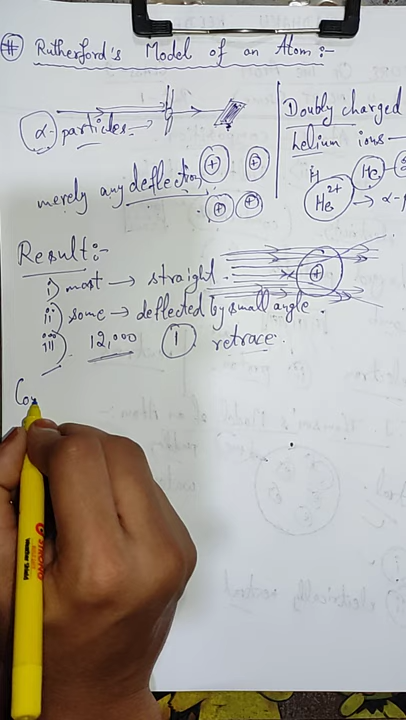 # Rutherford's Model of an Atom:-
α-particles
Doubly charged
helium ions
merely any deflection
He
He²⁺ → α-p
Result:-
i) most → straight
ii) some → deflected by small angle.
iii) 12,000 1 retrace.
Co